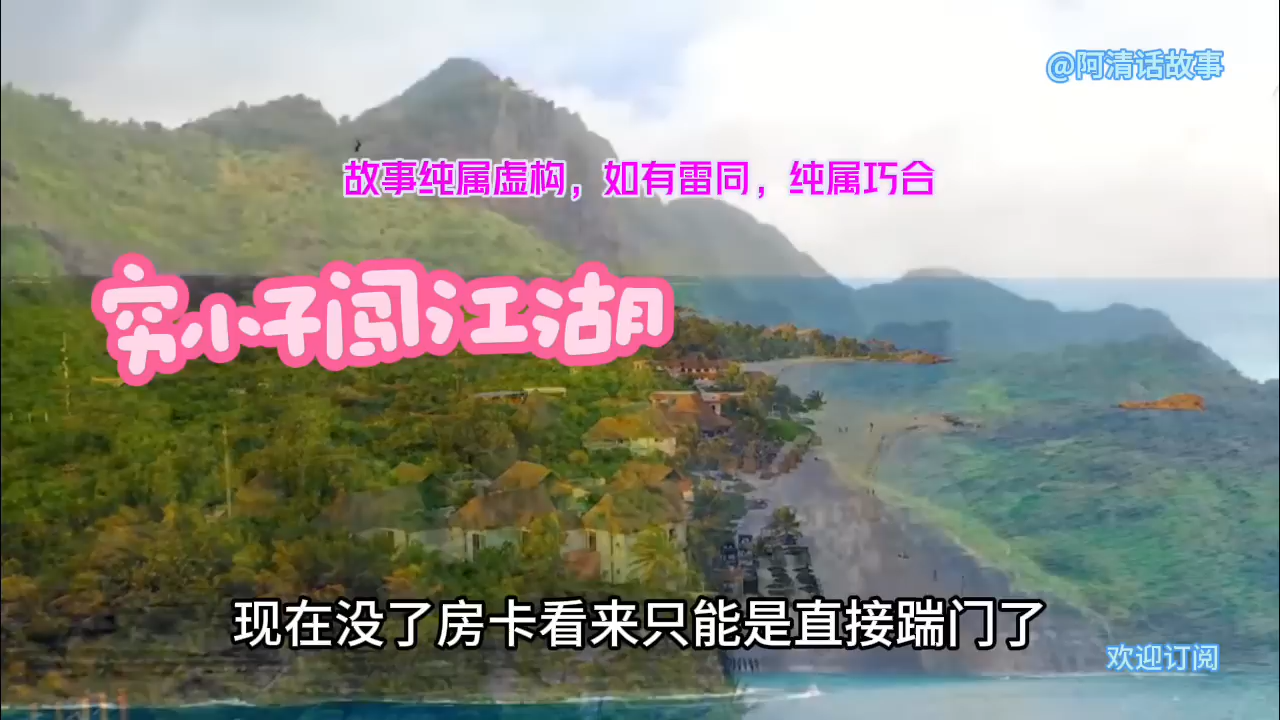 @阿清话故事
故事纯属虚构，如有雷同，纯属巧合
穷小子闯江湖
现在没了房卡看来只能是直接踹门了
欢迎订阅